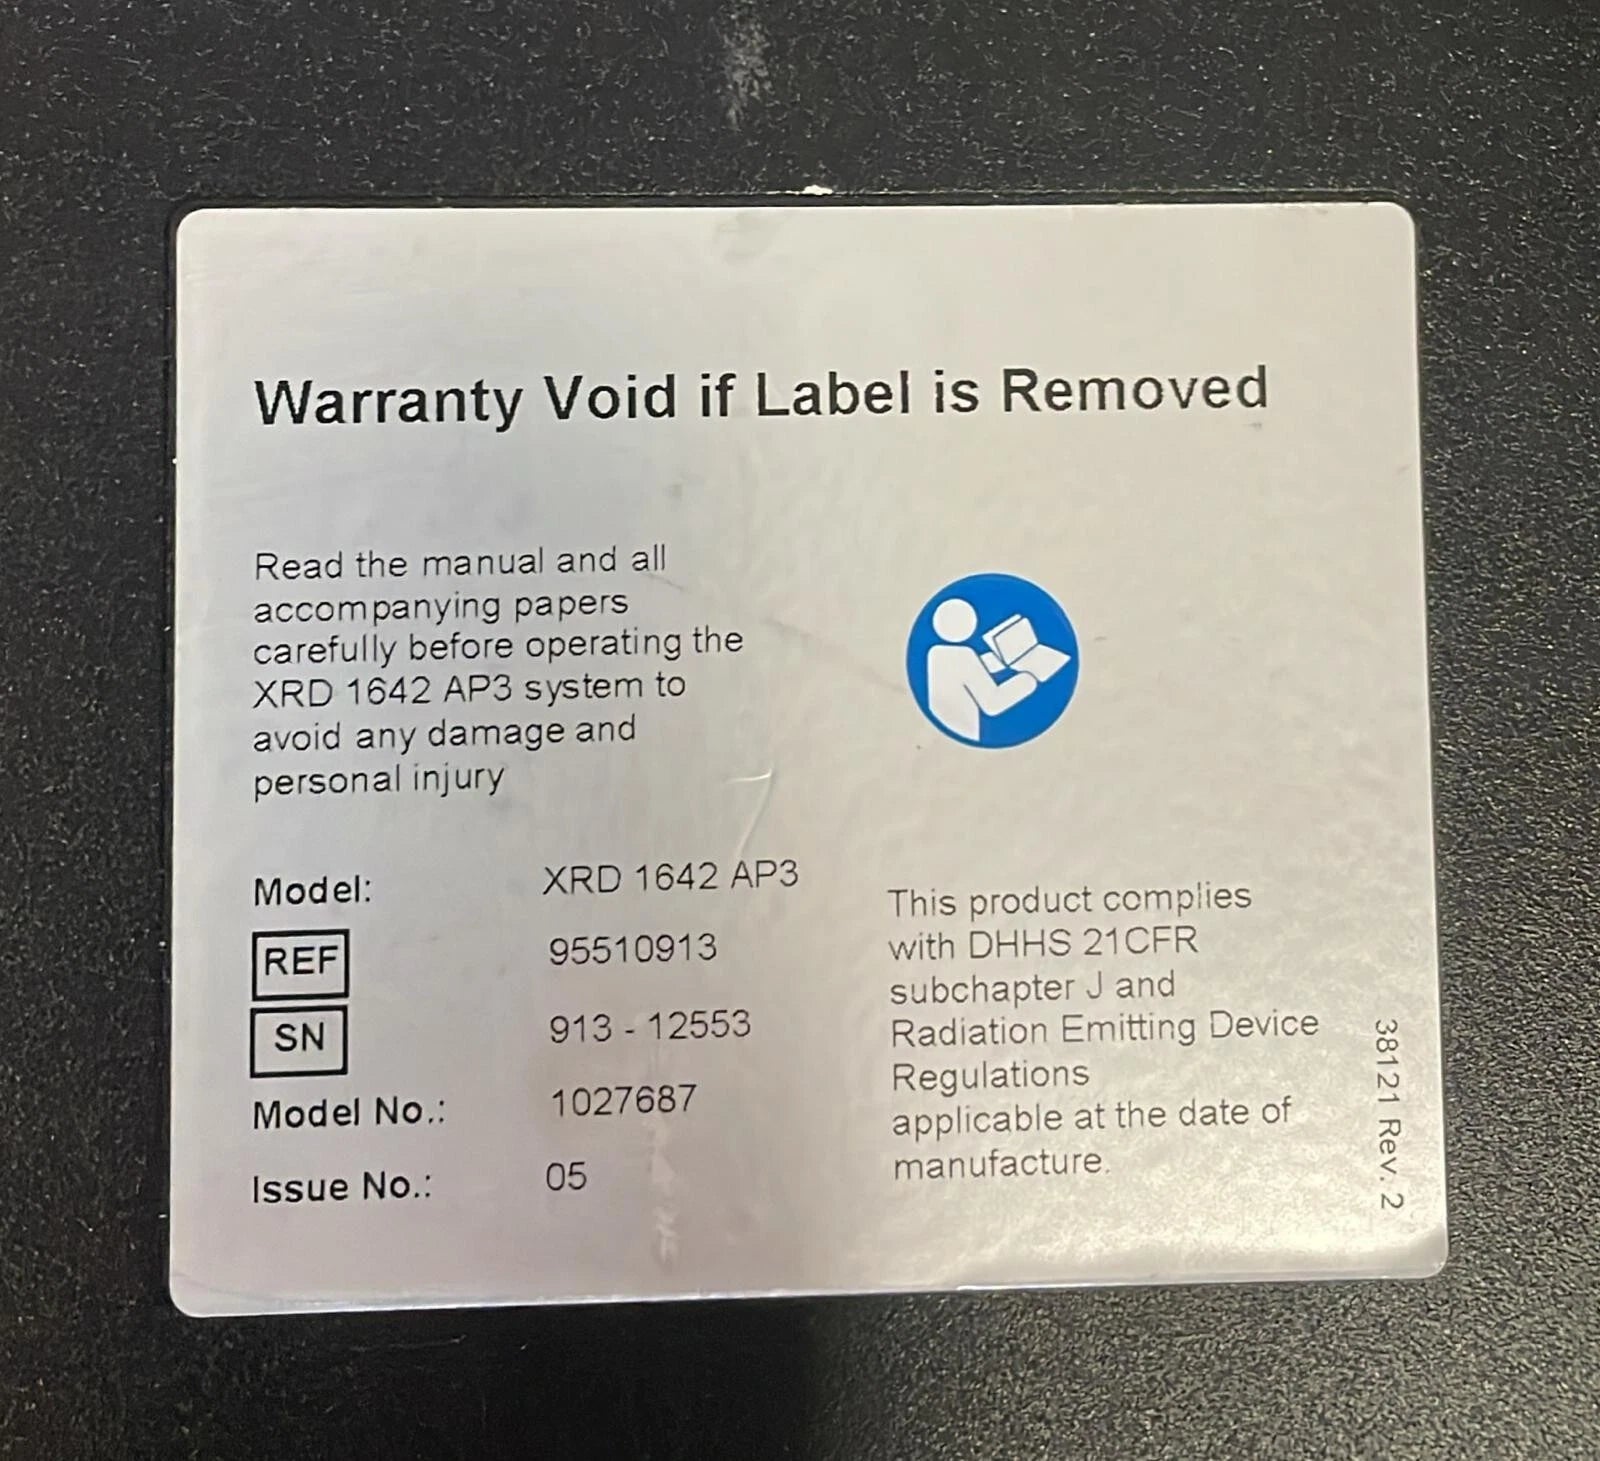 Warranty Void if Label is Removed
Read the manual and all
accompanying papers
carefully before operating the
XRD 1642 AP3 system to
avoid any damage and
personal injury
Model: XRD 1642 AP3
REF 95510913
SN 913 - 12553
Model No.: 1027687
Issue No.: 05
This product complies
with DHHS 21CFR
subchapter J and
Radiation Emitting Device
Regulations
applicable at the date of
manufacture.
38121 Rev. 2